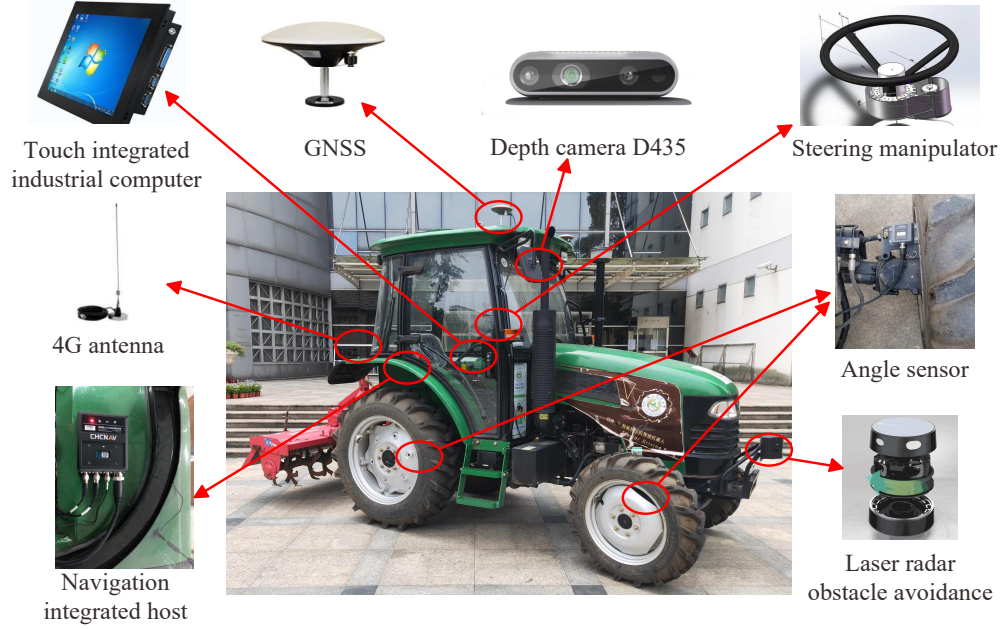 GNSS
Depth camera D435
Steering manipulator
Touch integrated
industrial computer
4G antenna
Angle sensor
CHCNAV
Laser radar
obstacle avoidance
Navigation
integrated host